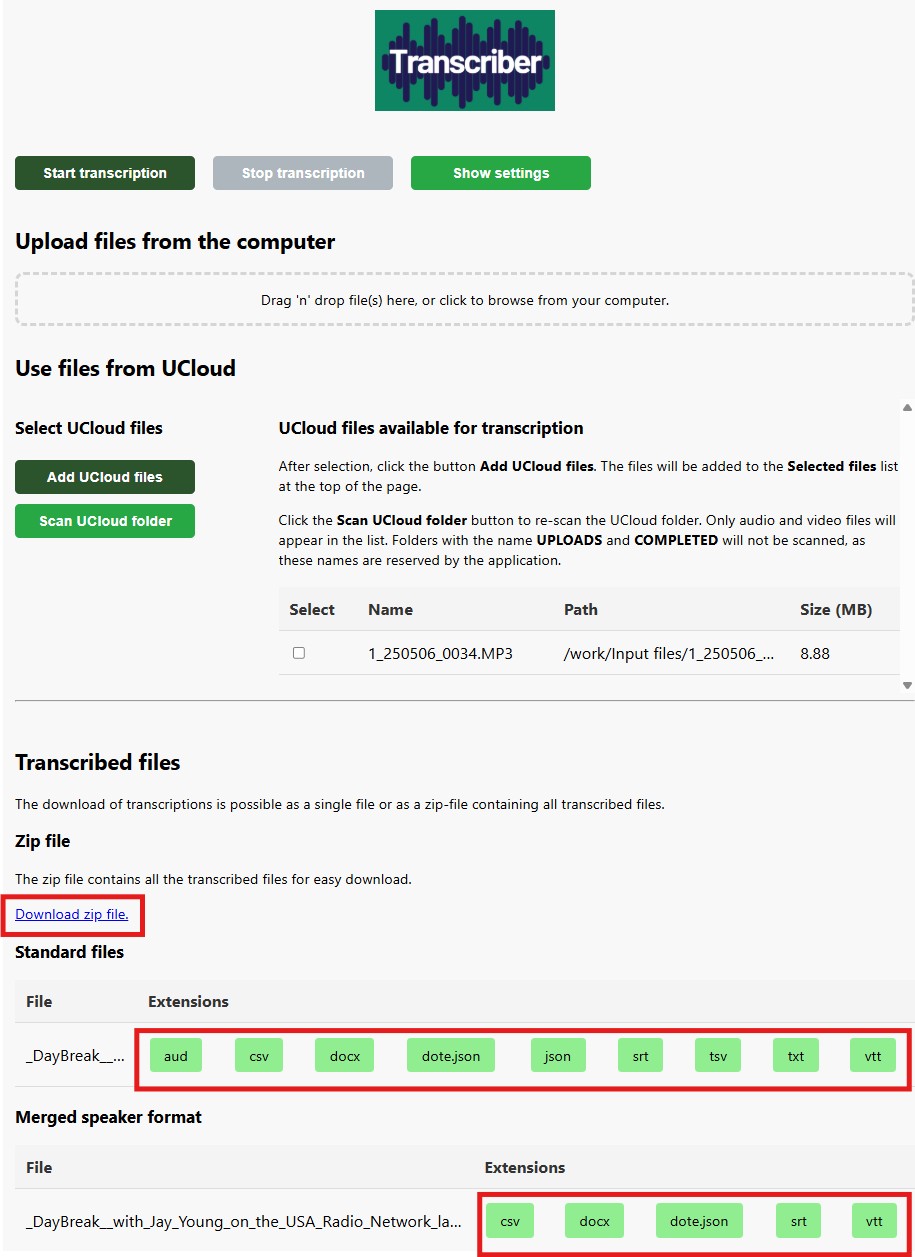 Transcriber
Start transcription Stop transcription Show settings
Upload files from the computer
Drag 'n' drop file(s) here, or click to browse from your computer.
Use files from UCloud
Select UCloud files
Add UCloud files
Scan UCloud folder
UCloud files available for transcription
After selection, click the button Add UCloud files. The files will be added to the Selected files list
at the top of the page.
Click the Scan UCloud folder button to re-scan the UCloud folder. Only audio and video files will
appear in the list. Folders with the name UPLOADS and COMPLETED will not be scanned, as
these names are reserved by the application.
Select Name Path Size (MB)
1_250506_0034.MP3 /work/Input files/1_250506_... 8.88
Transcribed files
The download of transcriptions is possible as a single file or as a zip-file containing all transcribed files.
Zip file
The zip file contains all the transcribed files for easy download.
Download zip file.
Standard files
File Extensions
_DayBreak__... aud csv docx dote.json json srt tsv txt vtt
Merged speaker format
File Extensions
_DayBreak__with_Jay_Young_on_the_USA_Radio_Network_la... csv docx dote.json srt vtt